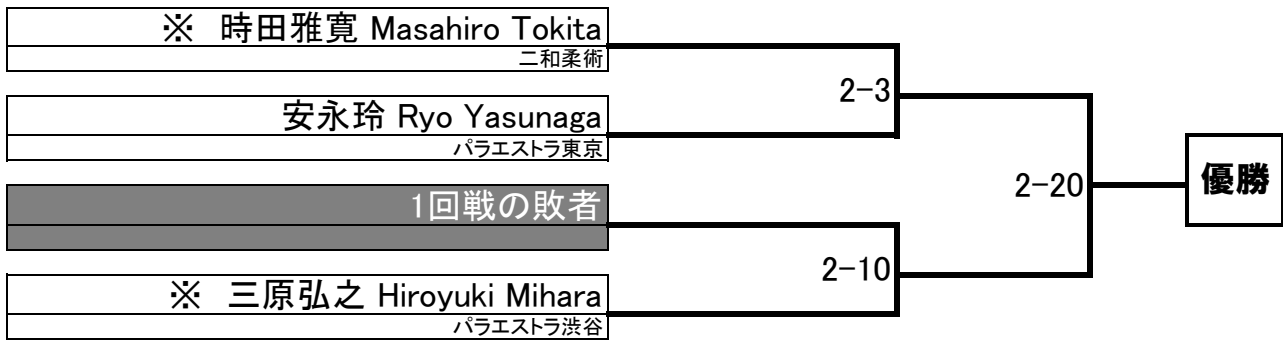 ※　時田雅寛 Masahiro Tokita
二和柔術
2-3
安永玲 Ryo Yasunaga
パラエストラ東京
2-20
優勝
1回戦の敗者
2-10
※　三原弘之 Hiroyuki Mihara
パラエストラ渋谷